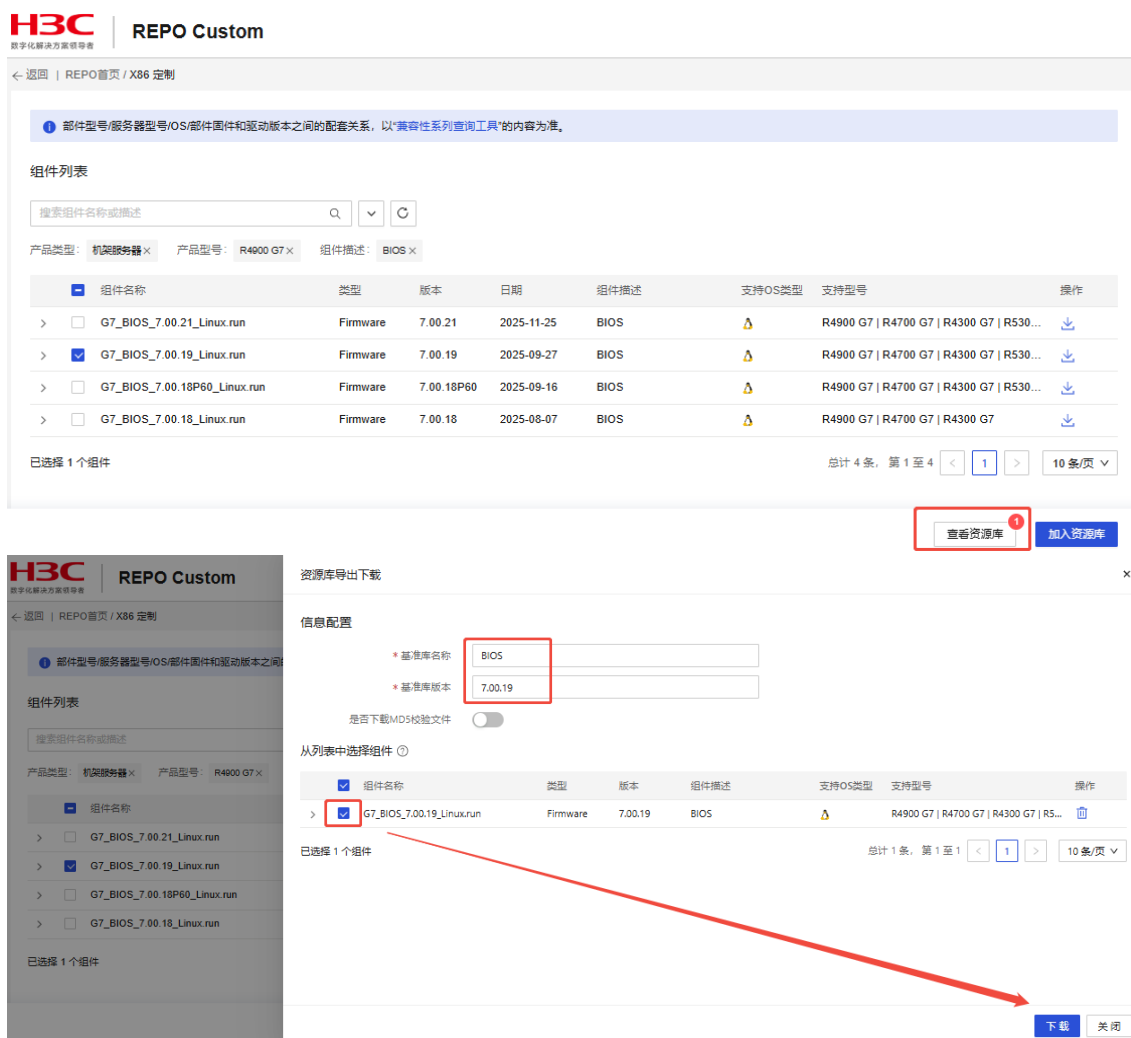 H3C
数字化解决方案领导者
REPO Custom
返回 | REPO首页 / X86 定制
部件型号/服务器型号/OS/部件固件和驱动版本之间的配套关系，以“兼容性系列查询工具”的内容为准。
组件列表
搜索组件名称或描述
产品类型: 机架服务器 × 产品型号: R4900 G7 × 组件描述: BIOS ×
组件名称 类型 版本 日期 组件描述 支持OS类型 支持型号 操作
G7_BIOS_7.00.21_Linux.run Firmware 7.00.21 2025-11-25 BIOS R4900 G7 | R4700 G7 | R4300 G7 | R530...
G7_BIOS_7.00.19_Linux.run Firmware 7.00.19 2025-09-27 BIOS R4900 G7 | R4700 G7 | R4300 G7 | R530...
G7_BIOS_7.00.18P60_Linux.run Firmware 7.00.18P60 2025-09-16 BIOS R4900 G7 | R4700 G7 | R4300 G7 | R530...
G7_BIOS_7.00.18_Linux.run Firmware 7.00.18 2025-08-07 BIOS R4900 G7 | R4700 G7 | R4300 G7
已选择 1 个组件 总计 4 条, 第 1 至 4 < 1 > 10 条/页
查看资源库 1 加入资源库
H3C
数字化解决方案领导者
REPO Custom
返回 | REPO首页 / X86 定制
部件型号/服务器型号/OS/部件固件和驱动版本之间的
组件列表
搜索组件名称或描述
产品类型: 机架服务器 × 产品型号: R4900 G7 ×
组件名称
G7_BIOS_7.00.21_Linux.run
G7_BIOS_7.00.19_Linux.run
G7_BIOS_7.00.18P60_Linux.run
G7_BIOS_7.00.18_Linux.run
已选择 1 个组件
资源库导出下载 ×
信息配置
* 基准库名称 BIOS
* 基准库版本 7.00.19
是否下载MD5校验文件
从列表中选择组件 ?
组件名称 类型 版本 组件描述 支持OS类型 支持型号 操作
G7_BIOS_7.00.19_Linux.run Firmware 7.00.19 BIOS R4900 G7 | R4700 G7 | R4300 G7 | R5...
已选择 1 个组件 总计 1 条, 第 1 至 1 < 1 > 10 条/页
下载 关闭